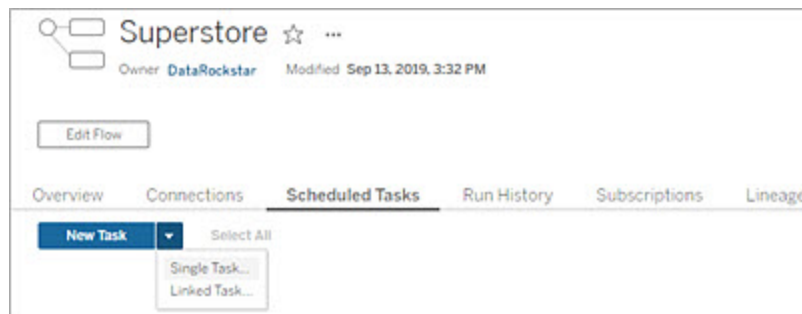 Superstore ☆ ...
Owner DataRockstar Modified Sep 13, 2019, 3:32 PM
Edit Flow
Overview Connections Scheduled Tasks Run History Subscriptions Lineage
New Task Select All
Single Task...
Linked Task...